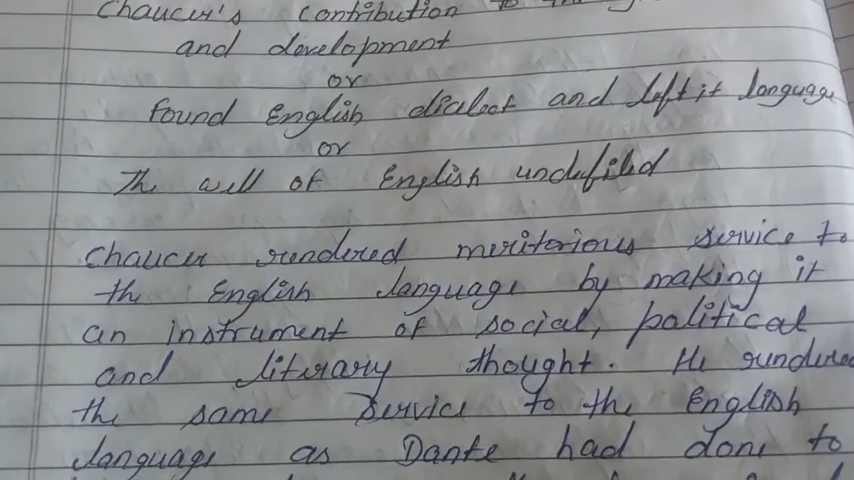 Chaucer's contribution to the
and development
or
found English dialect and left it language
or
The well of English undefiled
Chaucer rendered meritorious service to
the English language by making it
an instrument of social, political
and literary thought. He rendered
the same service to the English
language as Dante had done to